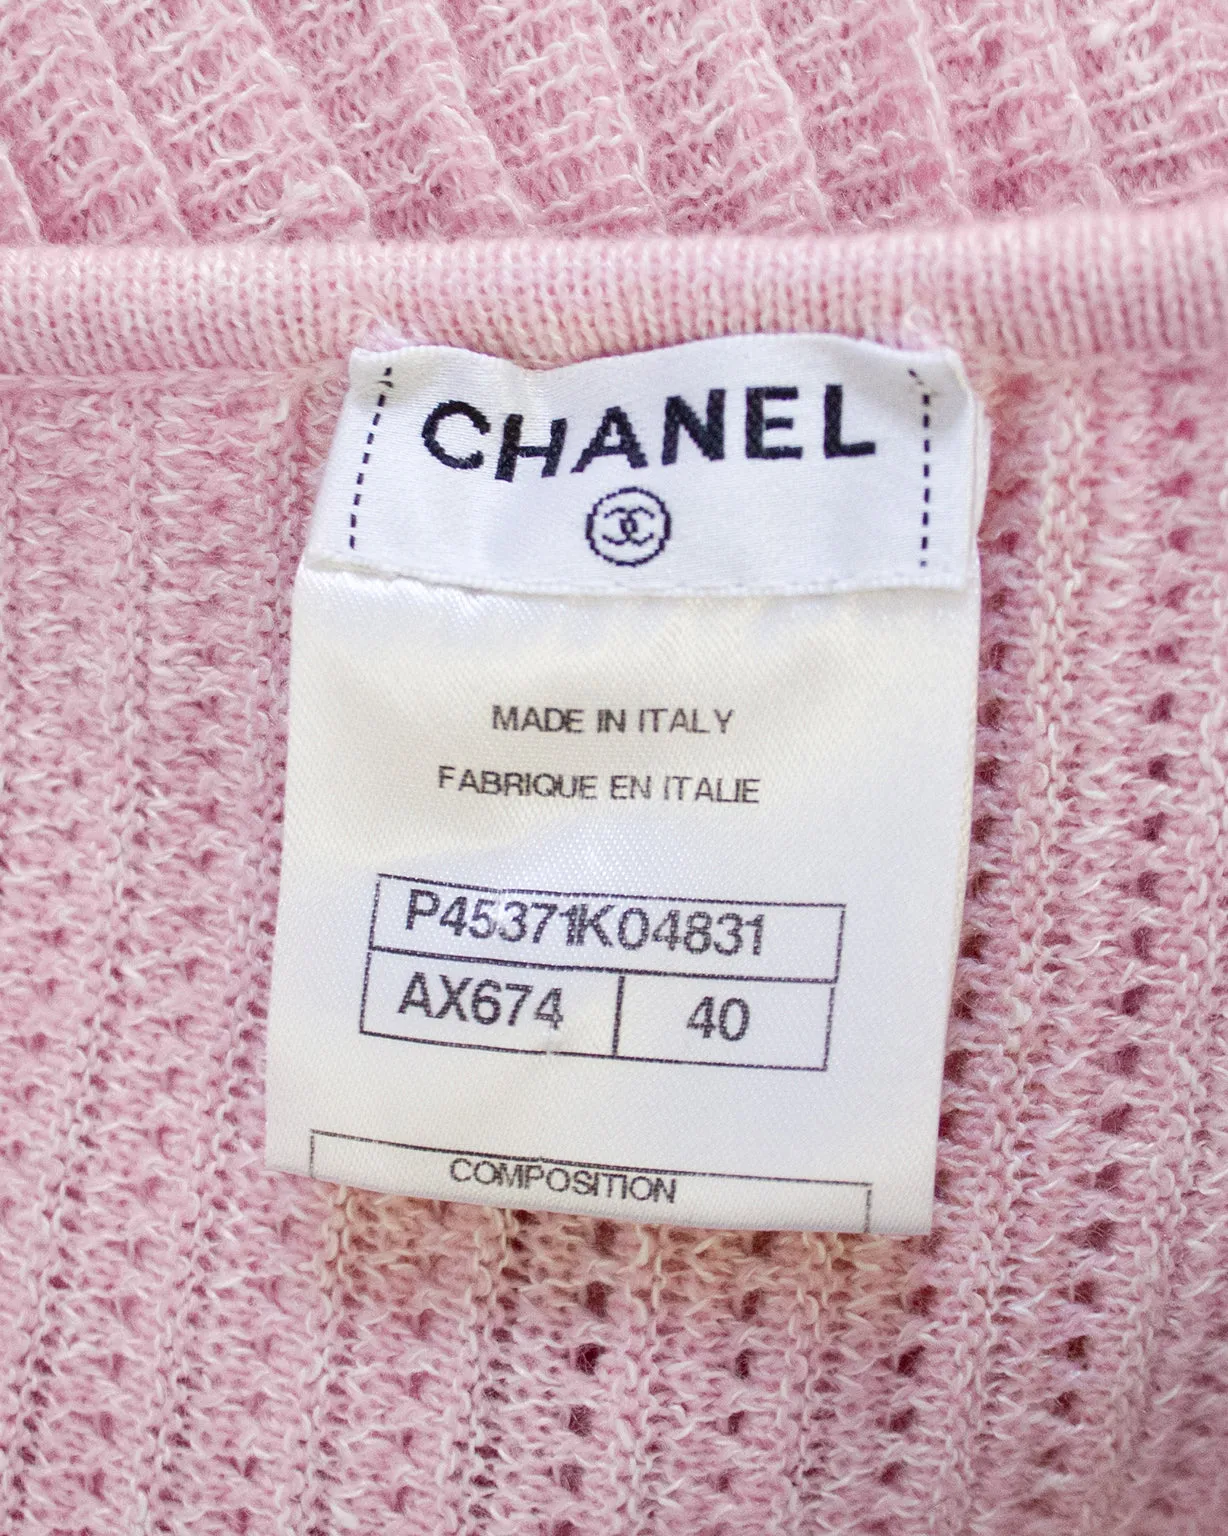 CHANEL
MADE IN ITALY
FABRIQUE EN ITALIE
P45371K04831
AX674 40
COMPOSITION